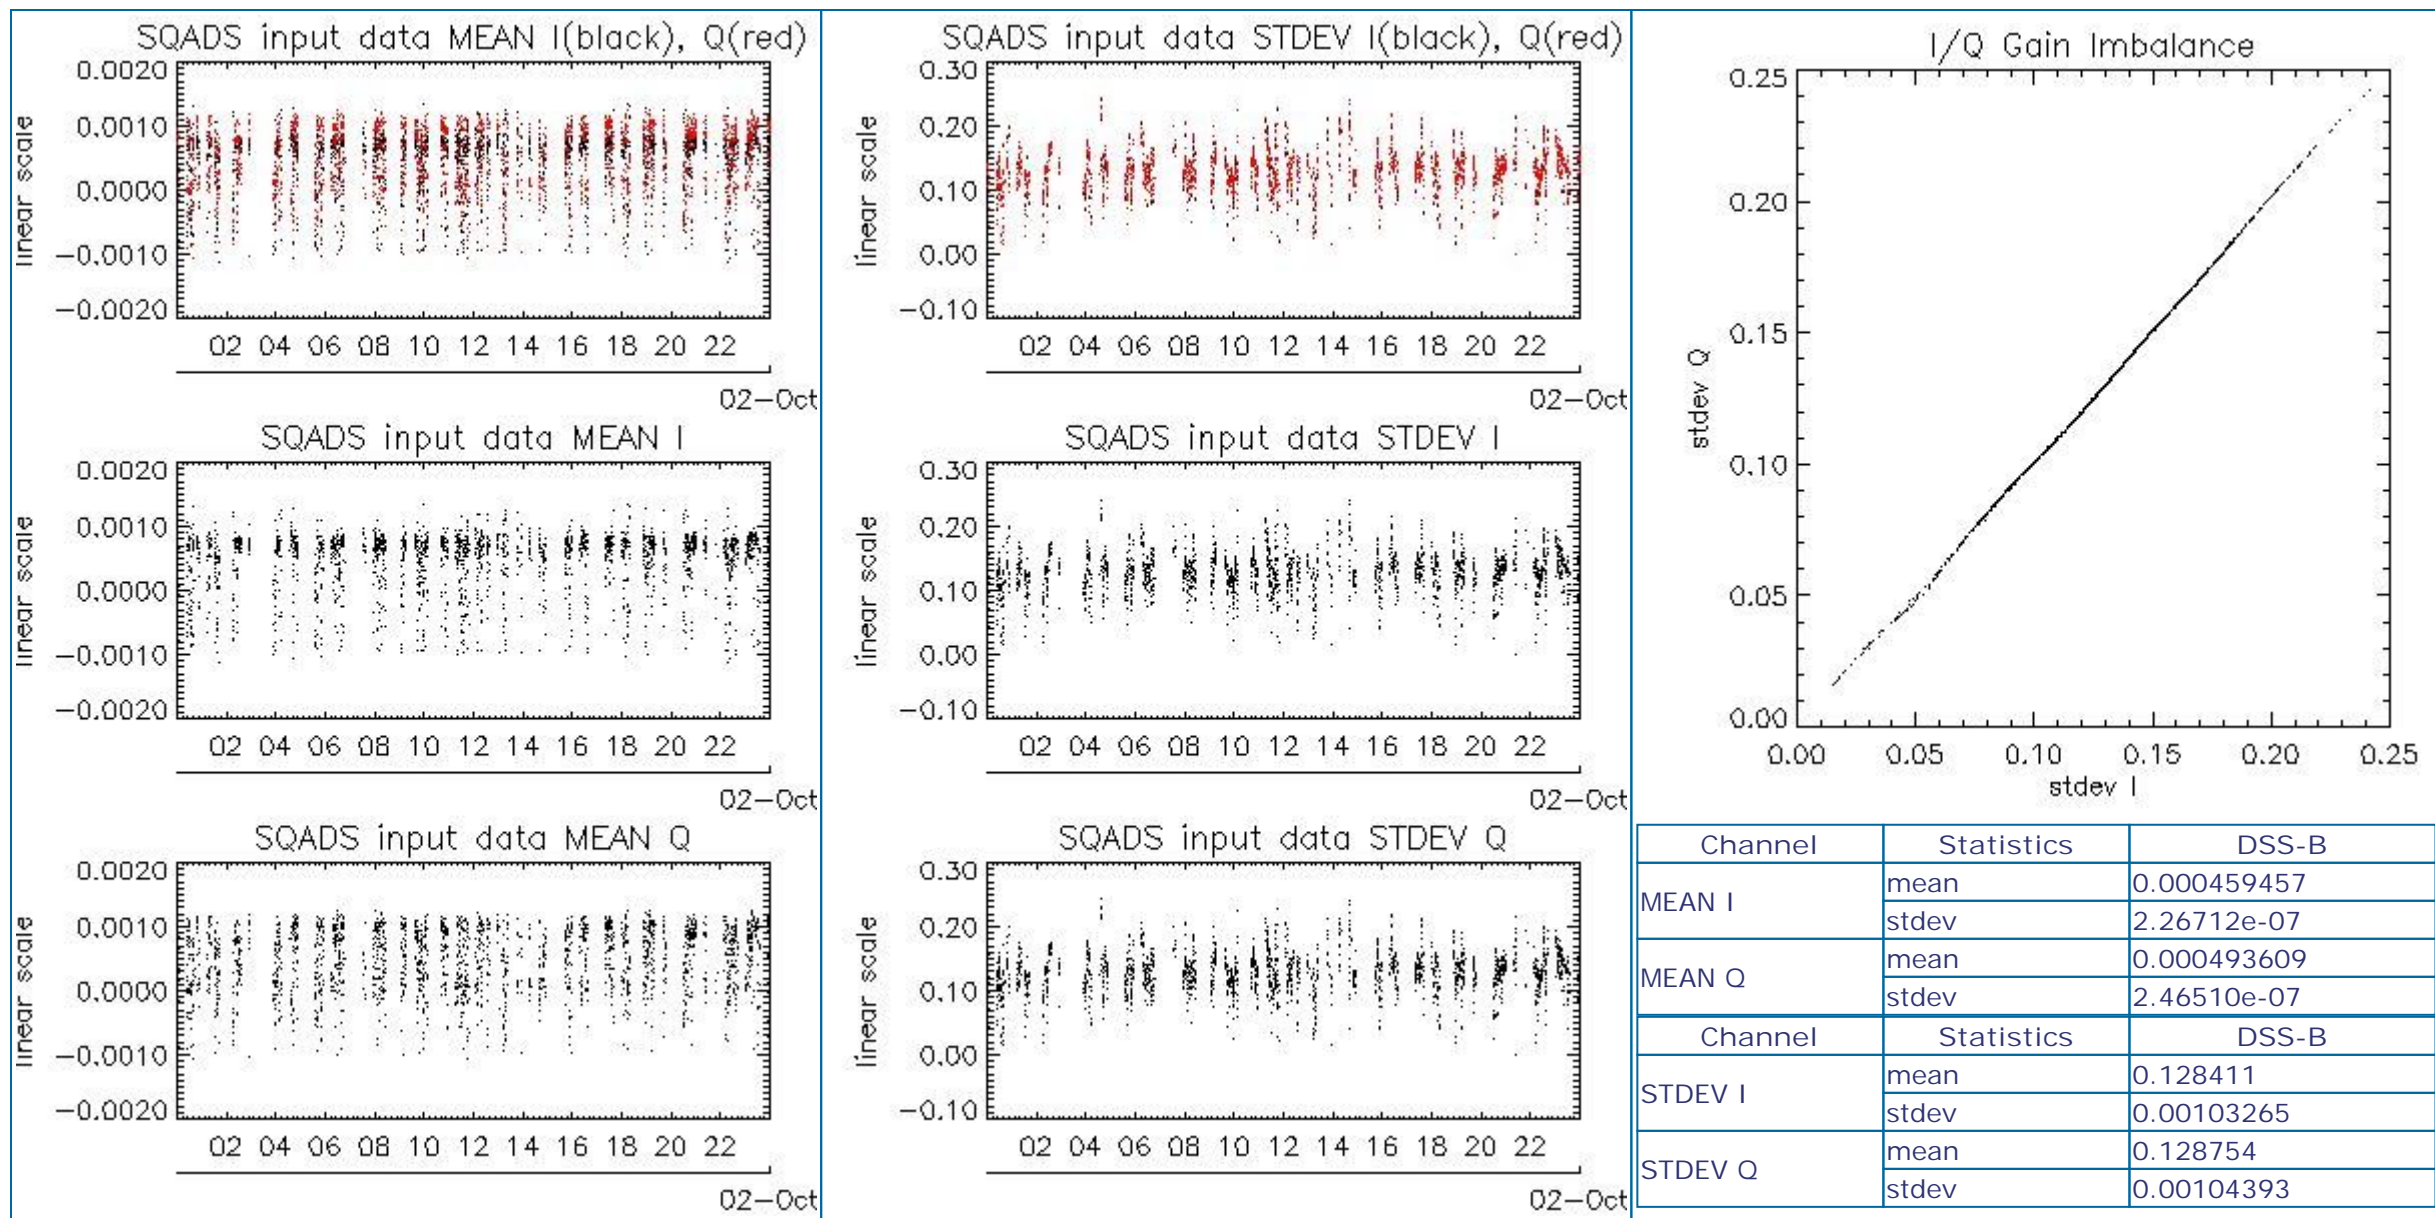 SQADS input data MEAN I(black), Q(red)
0.0020
0.0010
0.0000
−0.0010
−0.0020
linear scale
02 04 06 08 10 12 14 16 18 20 22
02−Oct
SQADS input data MEAN I
0.0020
0.0010
0.0000
−0.0010
−0.0020
linear scale
02 04 06 08 10 12 14 16 18 20 22
02−Oct
SQADS input data MEAN Q
0.0020
0.0010
0.0000
−0.0010
−0.0020
linear scale
02 04 06 08 10 12 14 16 18 20 22
02−Oct
SQADS input data STDEV I(black), Q(red)
0.30
0.20
0.10
0.00
−0.10
linear scale
02 04 06 08 10 12 14 16 18 20 22
02−Oct
SQADS input data STDEV I
0.30
0.20
0.10
0.00
−0.10
linear scale
02 04 06 08 10 12 14 16 18 20 22
02−Oct
SQADS input data STDEV Q
0.30
0.20
0.10
0.00
−0.10
linear scale
02 04 06 08 10 12 14 16 18 20 22
02−Oct
I/Q Gain Imbalance
0.25
0.20
0.15
0.10
0.05
0.00
stdev Q
0.00 0.05 0.10 0.15 0.20 0.25
stdev I
Channel Statistics DSS-B
MEAN I mean 0.000459457
stdev 2.26712e-07
MEAN Q mean 0.000493609
stdev 2.46510e-07
Channel Statistics DSS-B
STDEV I mean 0.128411
stdev 0.00103265
STDEV Q mean 0.128754
stdev 0.00104393